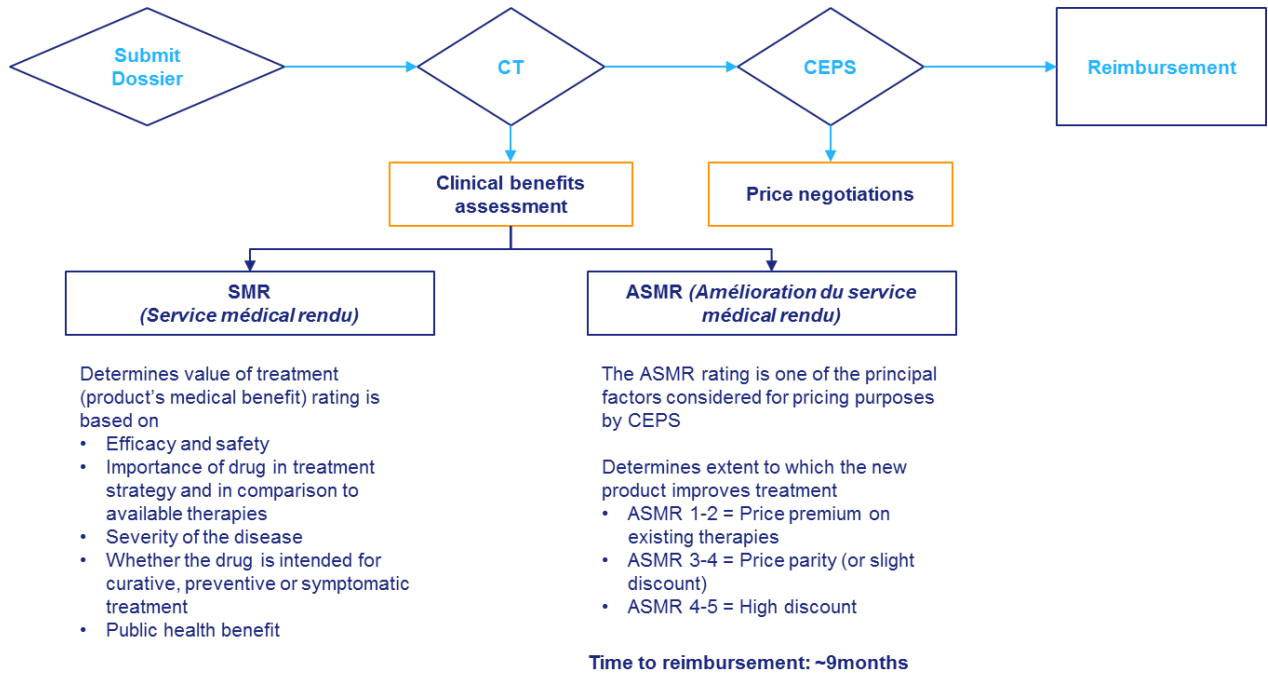 Submit
Dossier
CT
CEPS
Reimbursement
Clinical benefits
assessment
Price negotiations
SMR
(Service médical rendu)
ASMR (Amélioration du service
médical rendu)
Determines value of treatment
(product's medical benefit) rating is
based on
• Efficacy and safety
• Importance of drug in treatment
strategy and in comparison to
available therapies
• Severity of the disease
• Whether the drug is intended for
curative, preventive or symptomatic
treatment
• Public health benefit
The ASMR rating is one of the principal
factors considered for pricing purposes
by CEPS
Determines extent to which the new
product improves treatment
• ASMR 1-2 = Price premium on
existing therapies
• ASMR 3-4 = Price parity (or slight
discount)
• ASMR 4-5 = High discount
Time to reimbursement: ~9months